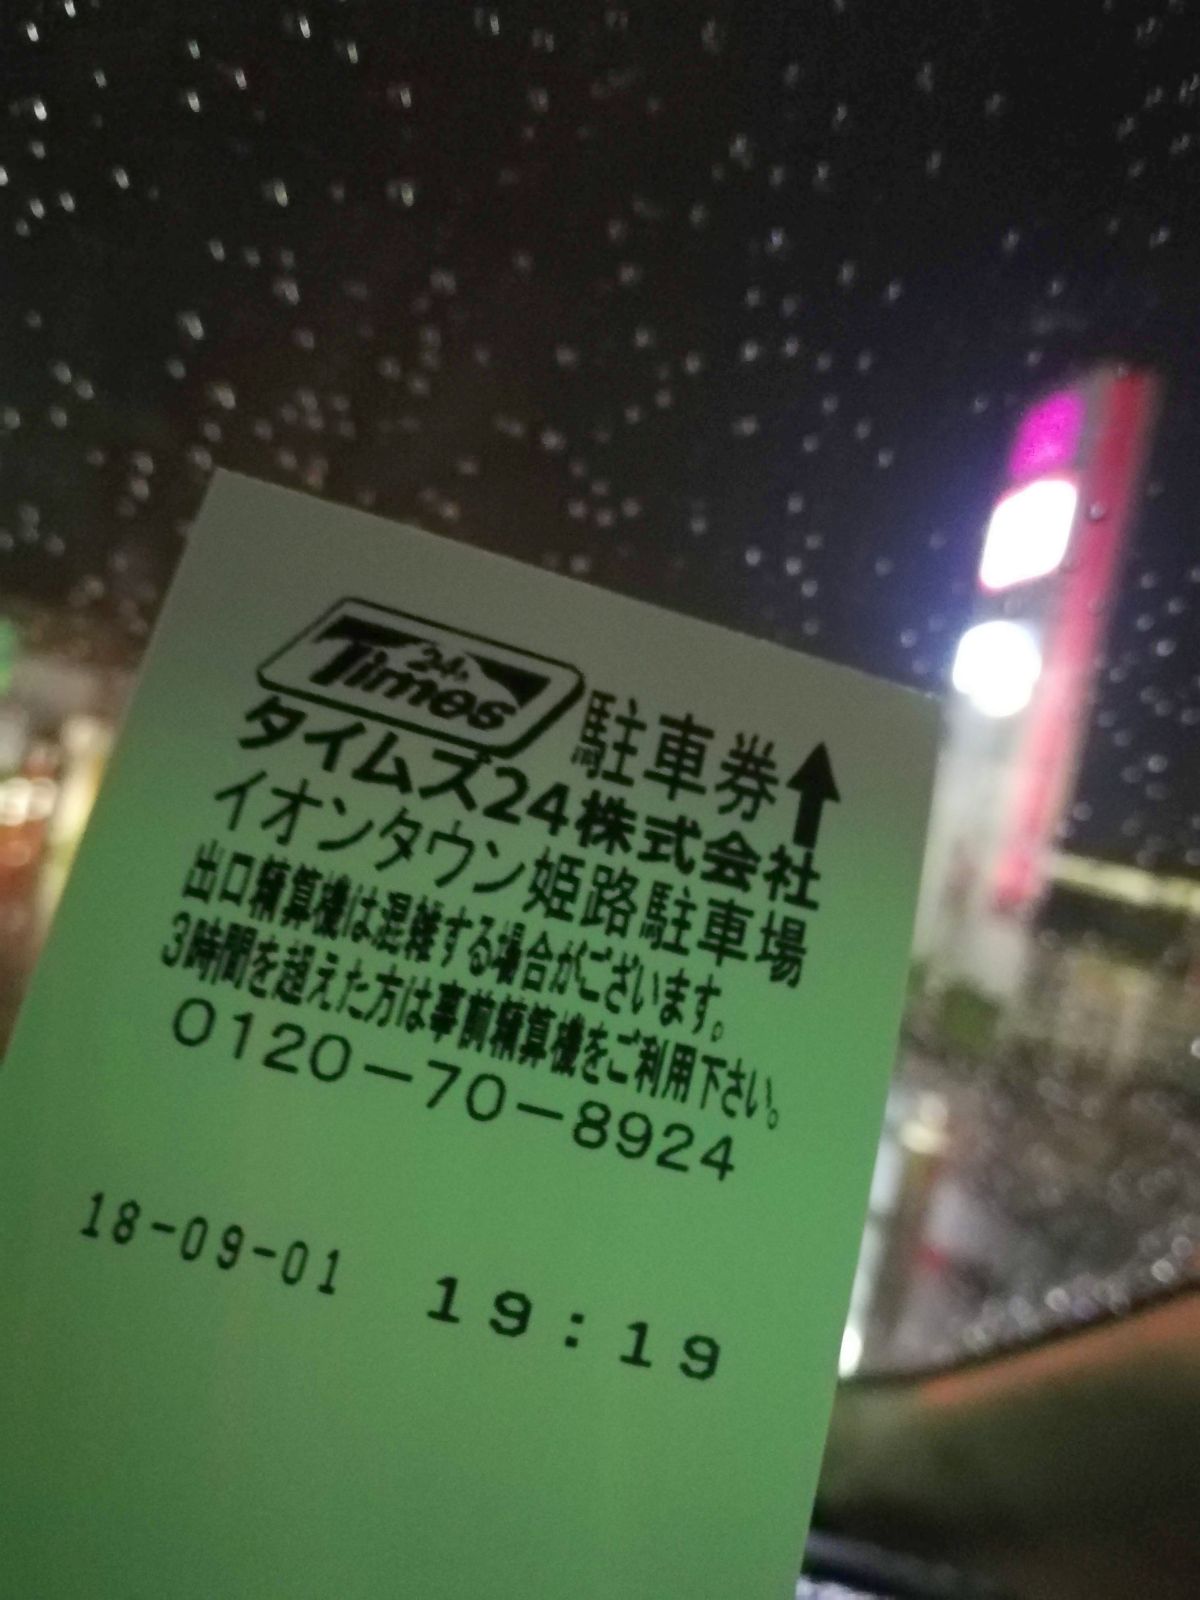 24h
Times
駐車券↑
タイムズ24株式会社
イオンタウン姫路駐車場
出口精算機は混雑する場合がございます。
3時間を超えた方は事前精算機をご利用下さい。
0120-70-8924
18-09-01 19:19